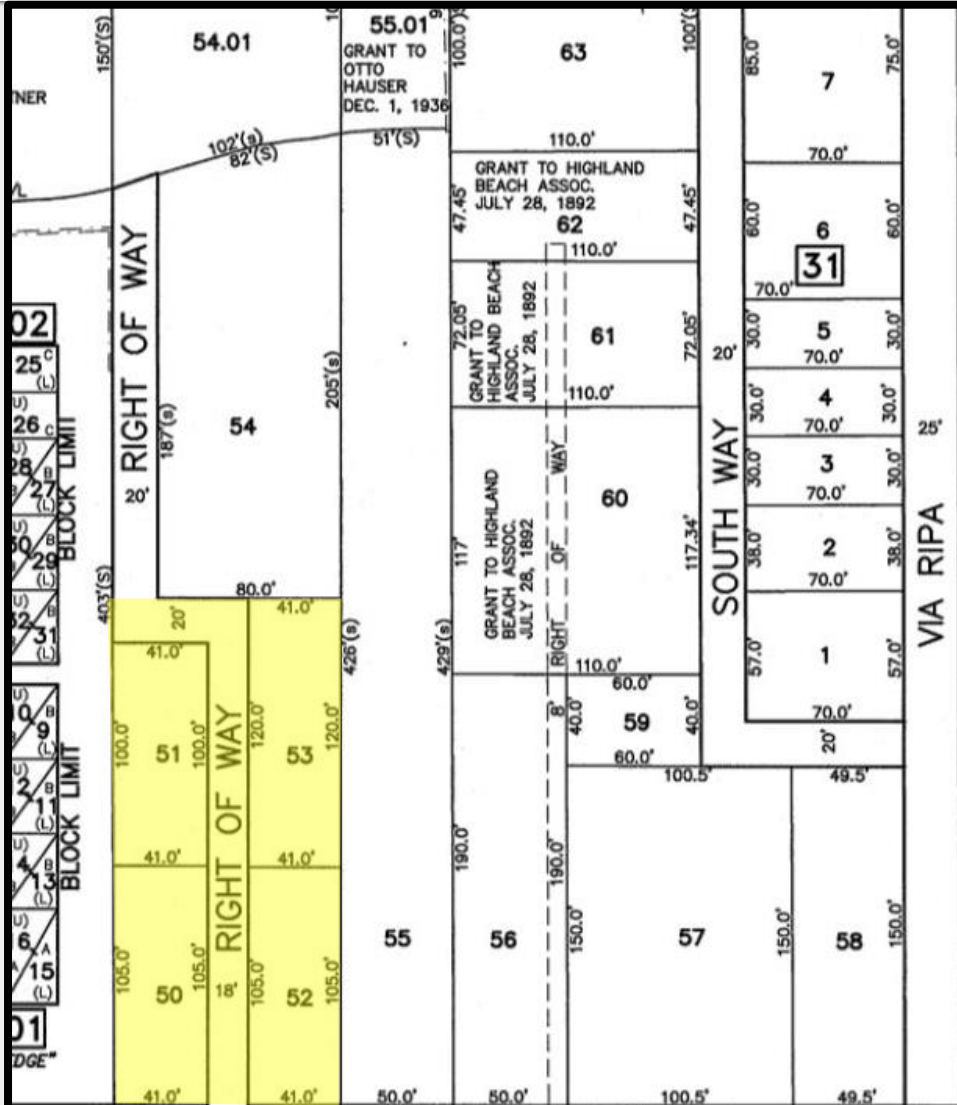 150'(S)
54.01
55.01
GRANT TO
OTTO
HAUSER
DEC. 1, 1936
100.0'
63
100'(S)
85.0'
7
75.0'
102'(s)
82'(S)
51'(S)
110.0'
70.0'
GRANT TO HIGHLAND
BEACH ASSOC.
JULY 28, 1892
47.45'
62
47.45'
110.0'
60.0'
6
60.0'
31
70.0'
20' RIGHT OF WAY
187'(s)
54
205'(s)
72.05'
GRANT TO
HIGHLAND BEACH
ASSOC.
JULY 28, 1892
61
72.05'
110.0'
20'
SOUTH WAY
30.0'
5
30.0'
70.0'
30.0'
4
30.0'
70.0'
30.0'
3
30.0'
70.0'
38.0'
2
38.0'
70.0'
57.0'
1
57.0'
70.0'
20'
25'
VIA RIPA
117'
GRANT TO HIGHLAND
BEACH ASSOC.
JULY 28, 1892
8' RIGHT OF WAY
60
117.34'
110.0'
60.0'
40.0'
59
40.0'
60.0'
100.5'
49.5'
02
25 C
(L)
26 C
28 B
27
(L)
B
29
(L)
B
31
(L)
BLOCK LIMIT
B
9
(L)
B
11
(L)
B
13
(L)
A
15
(L)
BLOCK LIMIT
01
403'(S)
80.0'
41.0'
20'
41.0'
426'(s)
429'(s)
100.0'
51
100.0'
18' RIGHT OF WAY
120.0'
53
120.0'
41.0'
41.0'
105.0'
50
105.0'
105.0'
52
105.0'
41.0'
41.0'
55
50.0'
190.0'
56
190.0'
50.0'
150.0'
57
150.0'
100.5'
58
150.0'
49.5'